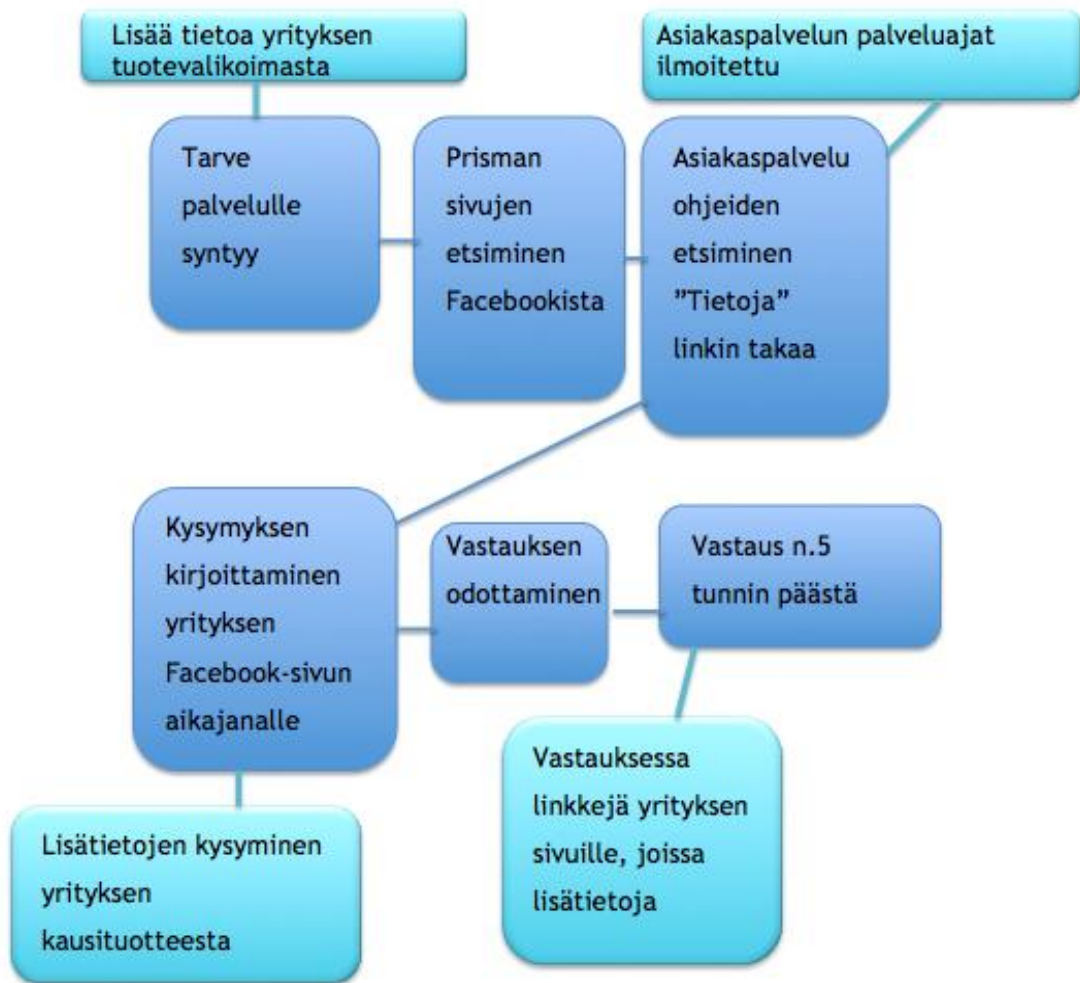 Lisää tietoa yrityksen
tuotevalikoimasta
Asiakaspalvelun palveluajat
ilmoitettu
Tarve
palvelulle
syntyy
Prisman
sivujen
etsiminen
Facebookista
Asiakaspalvelu
ohjeiden
etsiminen
”Tietoja”
linkin takaa
Kysymyksen
kirjoittaminen
yrityksen
Facebook-sivun
aikajanalle
Vastauksen
odottaminen
Vastaus n.5
tunnin päästä
Lisätietojen kysyminen
yrityksen
kausituotteesta
Vastauksessa
linkkejä yrityksen
sivuille, joissa
lisätietoja